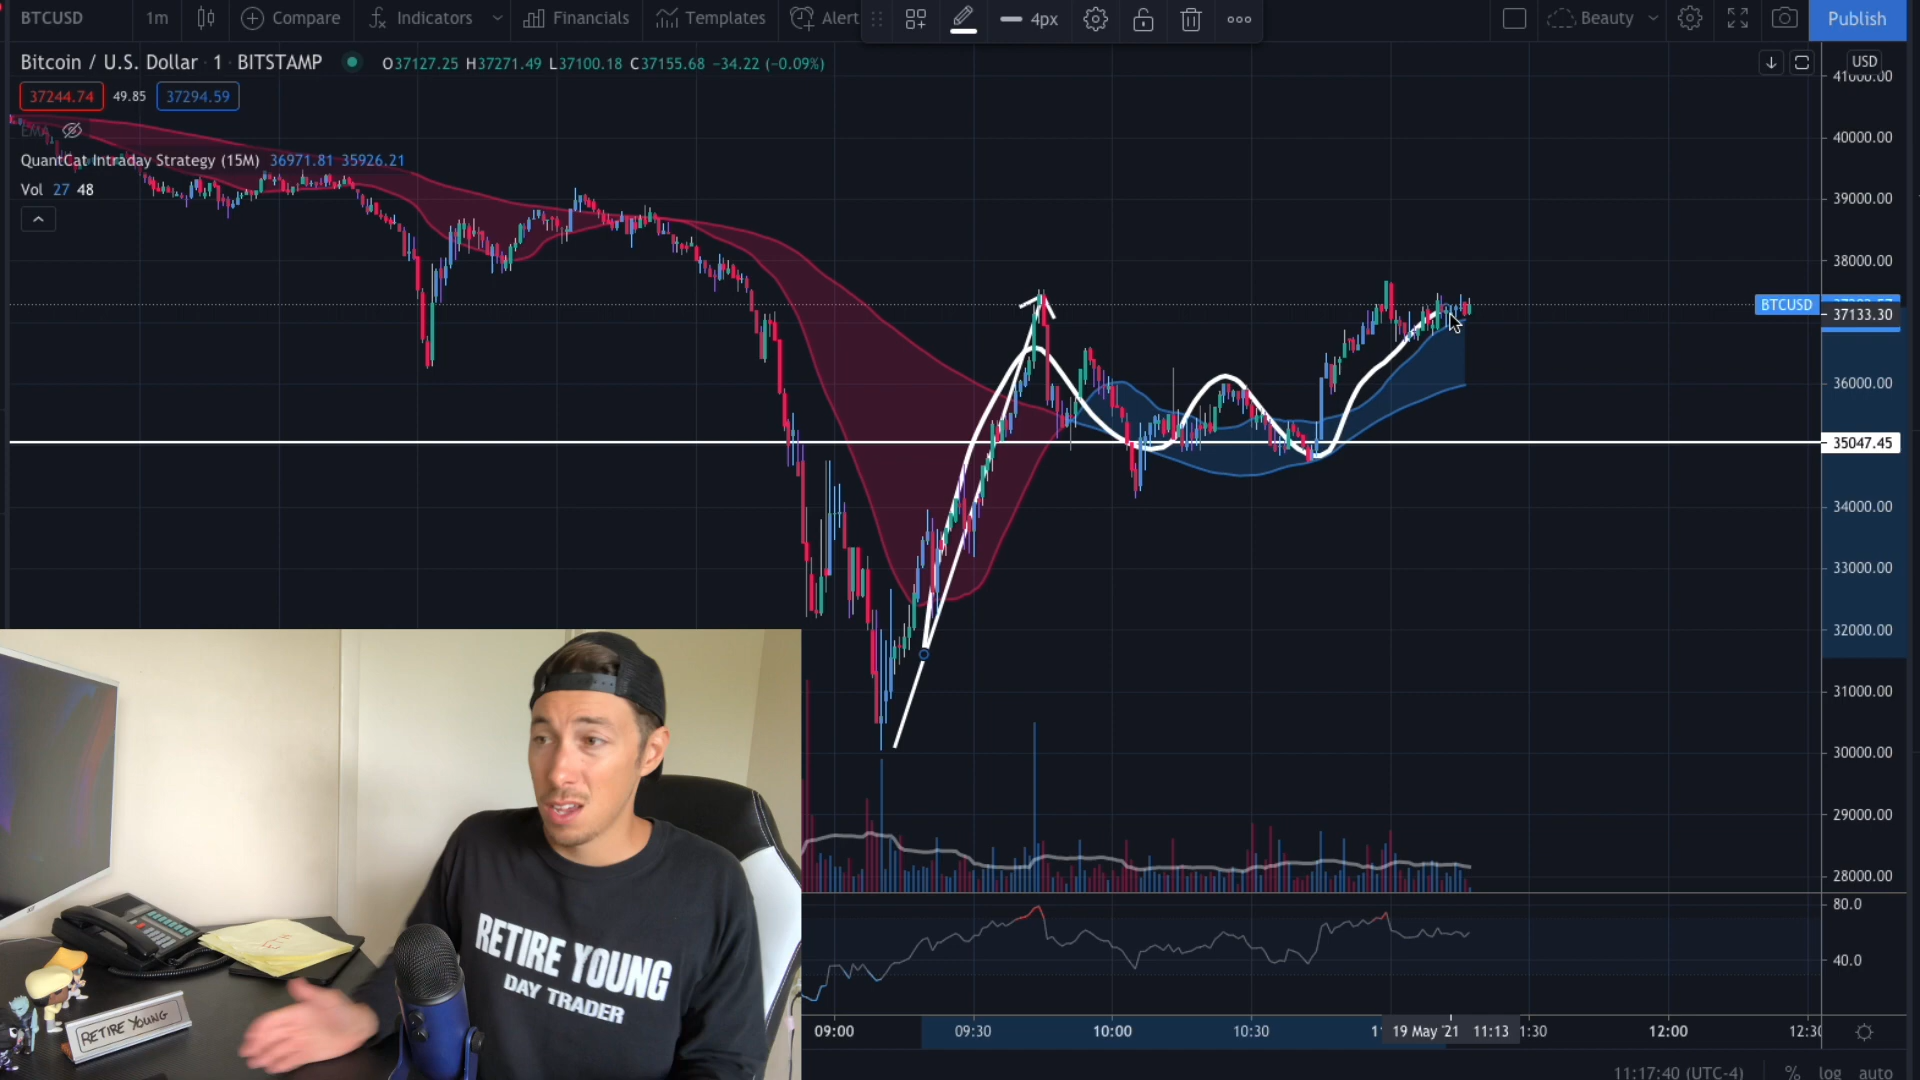 BTCUSD 1m Compare Indicators Financials Templates Alert 4px Beauty Publish
Bitcoin / U.S. Dollar · 1 · BITSTAMP O37127.25 H37271.49 L37100.18 C37155.68 −34.22 (−0.09%)
USD
41000.00
37244.74 49.85 37294.59
EMA
40000.00
QuantCat Intraday Strategy (15M) 36971.81 35926.21
Vol 27 48
39000.00
38000.00
BTCUSD
37133.30
36000.00
35047.45
34000.00
33000.00
32000.00
31000.00
30000.00
29000.00
28000.00
80.0
40.0
RETIRE YOUNG
DAY TRADER
ETH
RETIRE YOUNG
09:00 09:30 10:00 10:30 19 May '21 11:13 12:00
11:17:40 (UTC-4) % log auto